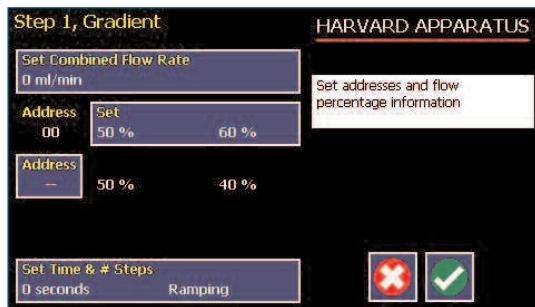 Step 1, Gradient
HARVARD APPARATUS
Set Combined Flow Rate
0 ml/min
Set addresses and flow
percentage information
Address Set
00 50 % 60 %
Address
-- 50 % 40 %
Set Time & # Steps
0 seconds Ramping